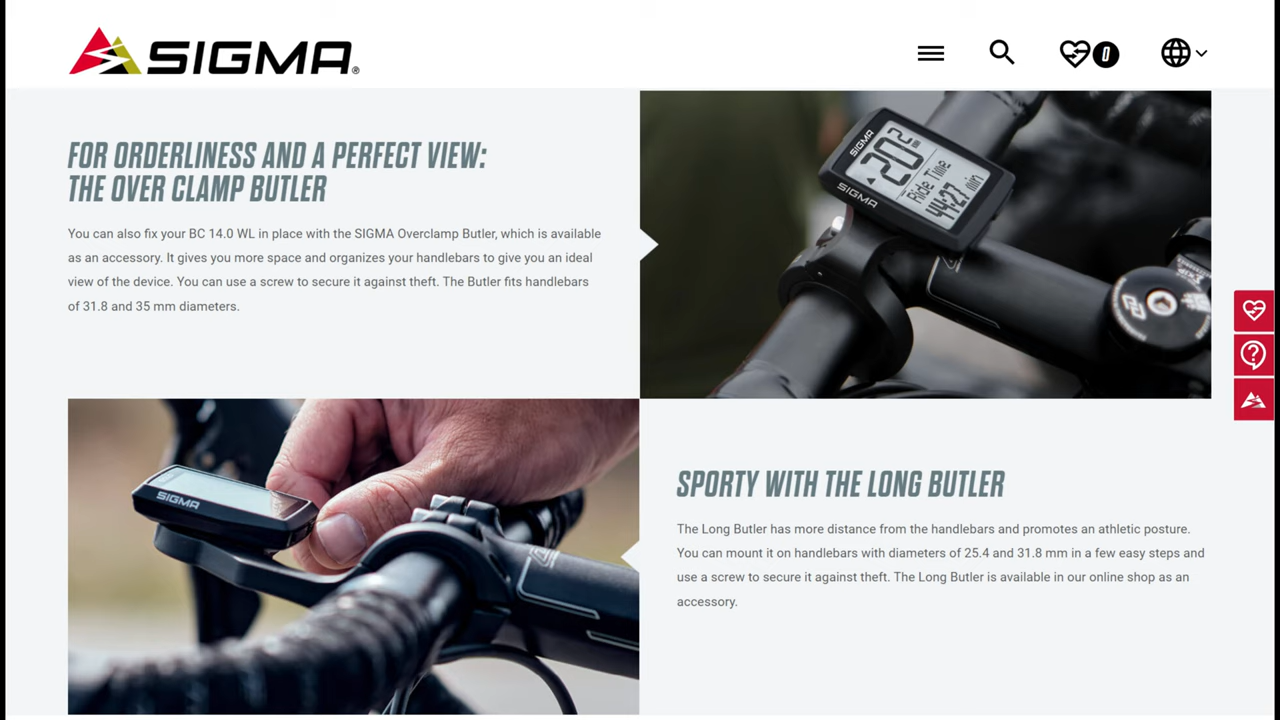 SIGMA®
0
FOR ORDERLINESS AND A PERFECT VIEW:
THE OVER CLAMP BUTLER
You can also fix your BC 14.0 WL in place with the SIGMA Overclamp Butler, which is available
as an accessory. It gives you more space and organizes your handlebars to give you an ideal
view of the device. You can use a screw to secure it against theft. The Butler fits handlebars
of 31.8 and 35 mm diameters.
SIGMA
20²
Ride Time
44:27 min
SIGMA
SIGMA
SPORTY WITH THE LONG BUTLER
The Long Butler has more distance from the handlebars and promotes an athletic posture.
You can mount it on handlebars with diameters of 25.4 and 31.8 mm in a few easy steps and
use a screw to secure it against theft. The Long Butler is available in our online shop as an
accessory.